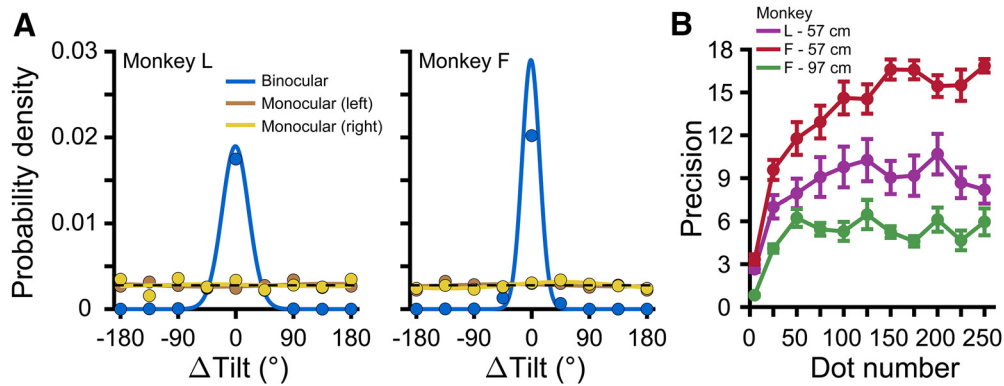 A
B
Monkey L
Monkey F
Binocular
Monocular (left)
Monocular (right)
Probability density
0.03
0.02
0.01
0
-180
-90
0
90
180
-180
-90
0
90
180
ΔTilt (°)
ΔTilt (°)
Monkey
L - 57 cm
F - 57 cm
F - 97 cm
Precision
18
15
12
9
6
3
0
0
50
100
150
200
250
Dot number